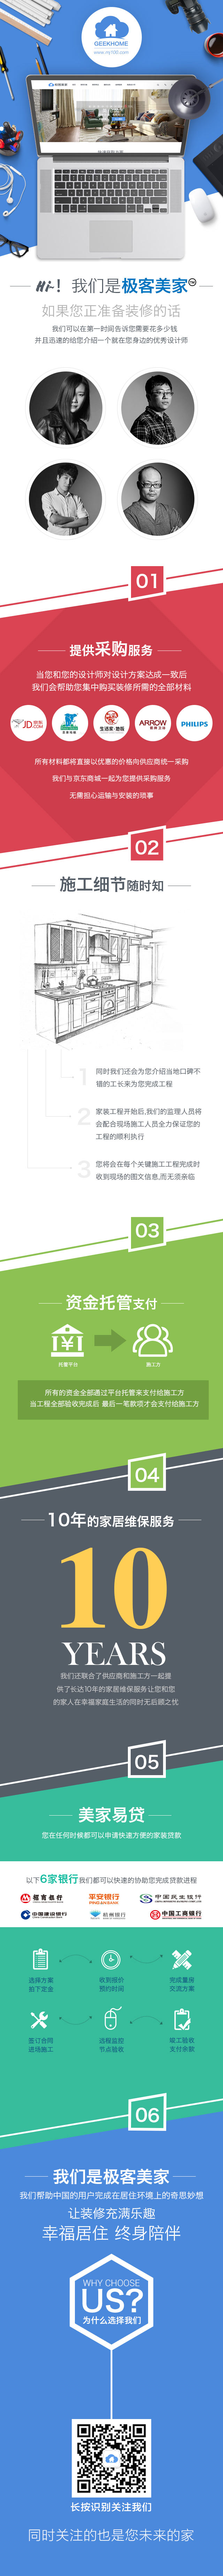 GEEKHOME
Hi~! 我们是极客美家
如果您正准备装修的话
我们可以在第一时间告诉您需要花多少钱
并且迅速的给您介绍一个就在您身边的优秀设计师
01
提供采购服务
当您和您的设计师对设计方案达成一致后
我们会帮助您集中购买装修所需的全部材料
JD 京东
生活家·地板
ARROW
PHILIPS
所有材料都将直接以优惠的价格向供应商统一采购
我们与京东商城一起为您提供采购服务
无需担心运输与安装的琐事
02
施工细节随时知
1
同时我们还会为您介绍当地口碑不
错的工长来为您完成工程
2
家装工程开始后,我们的监理人员将
会配合现场施工人员全力保证您的
工程的顺利执行
3
您将会在每个关键施工工程完成时
收到现场的图文信息,而无须亲临
03
资金托管支付
托管平台
施工方
所有的资金全部通过平台托管来支付给施工方
当工程全部验收完成后 最后一笔款项才会支付给施工方
04
10年的家居维保服务
10
YEARS
我们还联合了供应商和施工方一起提
供了长达10年的家居维保服务让您和您
的家人在幸福家庭生活的同时无后顾之忧
05
美家易贷
您在任何时候都可以申请快速方便的家装贷款
以下6家银行我们都可以快速的协助您完成贷款进程
招商银行
平安银行
中国民生银行
中国建设银行
杭州银行
中国工商银行
选择方案
拍下定金
收到报价
预约时间
完成量房
交流方案
签订合同
进场施工
远程监控
节点验收
竣工验收
支付余额
06
我们是极客美家
我们帮助中国的用户完成在居住环境上的奇思妙想
让装修充满乐趣
幸福居住 终身陪伴
WHY CHOOSE
US?
为什么选择我们
长按识别关注我们
同时关注的也是您未来的家